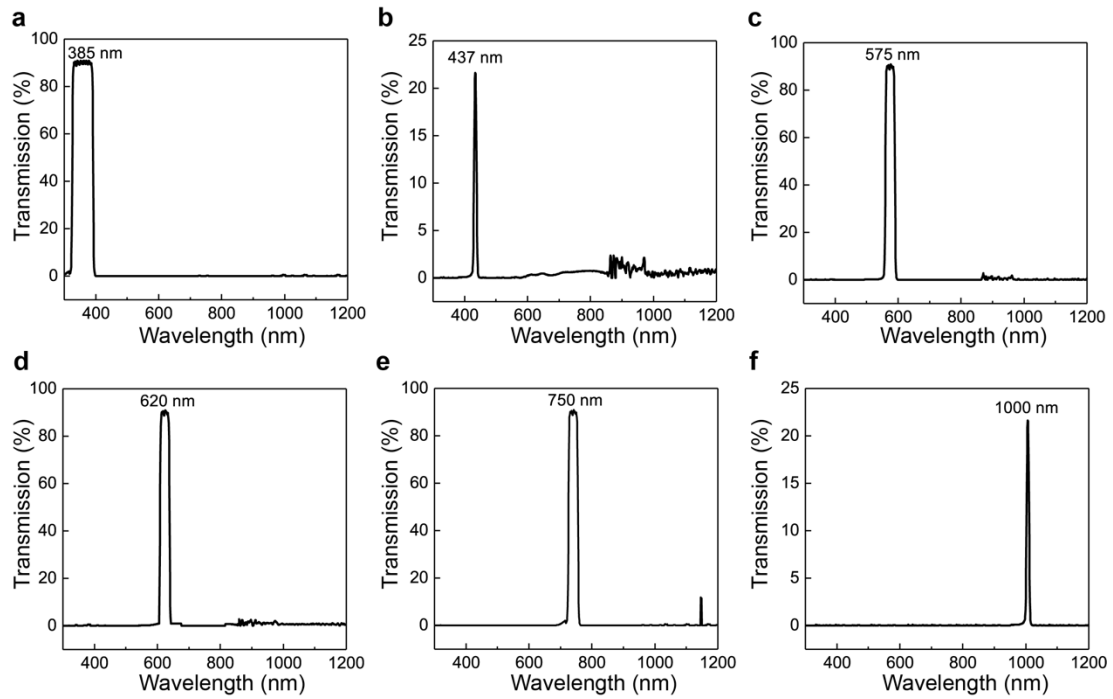 a
385 nm
100
80
60
40
20
0
Transmission (%)
400 600 800 1000 1200
Wavelength (nm)
b
437 nm
25
20
15
10
5
0
Transmission (%)
400 600 800 1000 1200
Wavelength (nm)
c
575 nm
100
80
60
40
20
0
Transmission (%)
400 600 800 1000 1200
Wavelength (nm)
d
620 nm
100
80
60
40
20
0
Transmission (%)
400 600 800 1000 1200
Wavelength (nm)
e
750 nm
100
80
60
40
20
0
Transmission (%)
400 600 800 1000 1200
Wavelength (nm)
f
1000 nm
25
20
15
10
5
0
Transmission (%)
400 600 800 1000 1200
Wavelength (nm)